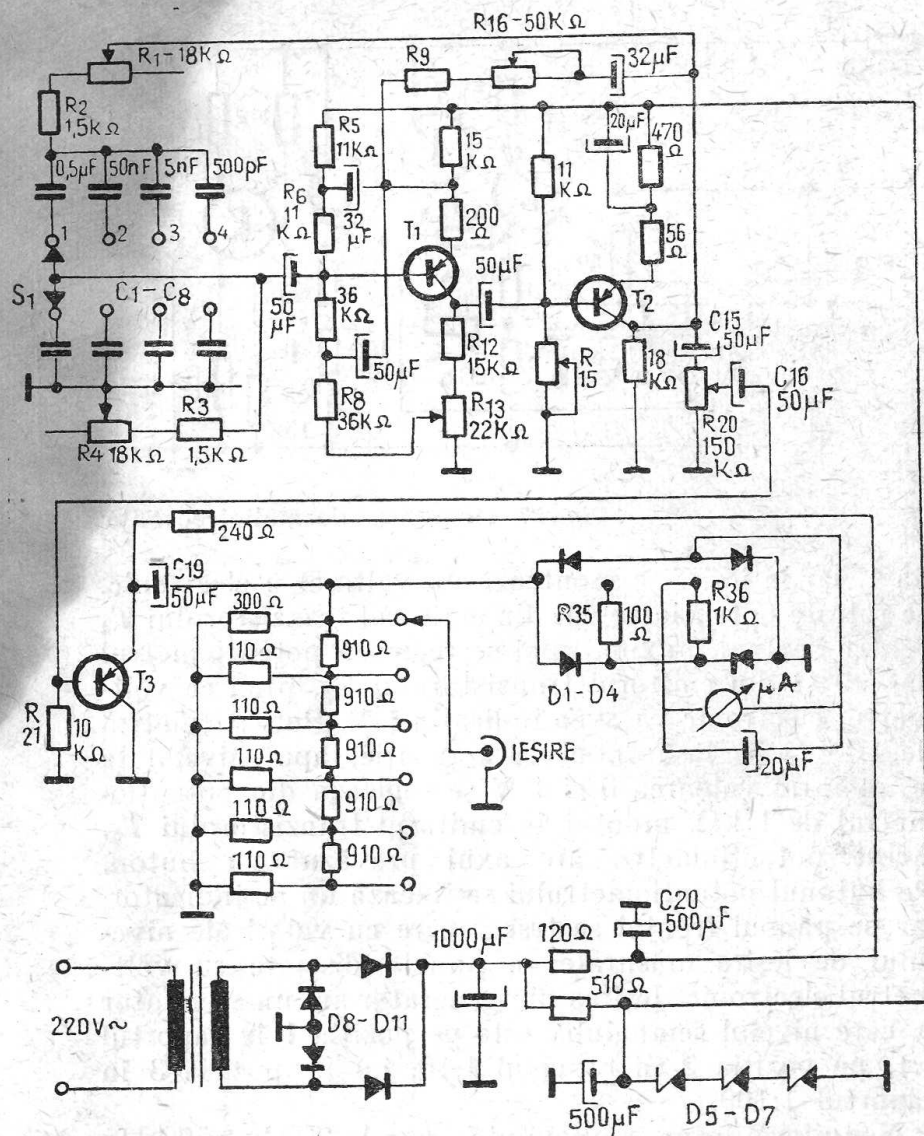 R16-50KΩ
R1-18KΩ
R9
32µF
R2
1,5KΩ
R5
11KΩ
15
KΩ
20µF
470
Ω
0,5µF
50nF
5nF
500pF
R6
11
KΩ
32
µF
T1
200
Ω
11
KΩ
56
Ω
1
2
3
4
50µF
T2
S1
C1-C8
50
µF
36
KΩ
R12
15KΩ
R
15
18
KΩ
C15
50µF
50µF
C16
50µF
R3
R8
36KΩ
R13
22KΩ
R20
150
KΩ
R4 18KΩ
1,5KΩ
240Ω
C19
50µF
300Ω
910Ω
R35
100
Ω
R36
1KΩ
T3
110Ω
910Ω
D1-D4
µA
R
21
10
KΩ
110Ω
910Ω
IEȘIRE
20µF
110Ω
910Ω
110Ω
910Ω
110Ω
C20
500µF
1000µF
120Ω
510Ω
220V~
D8-D11
500µF
D5-D7